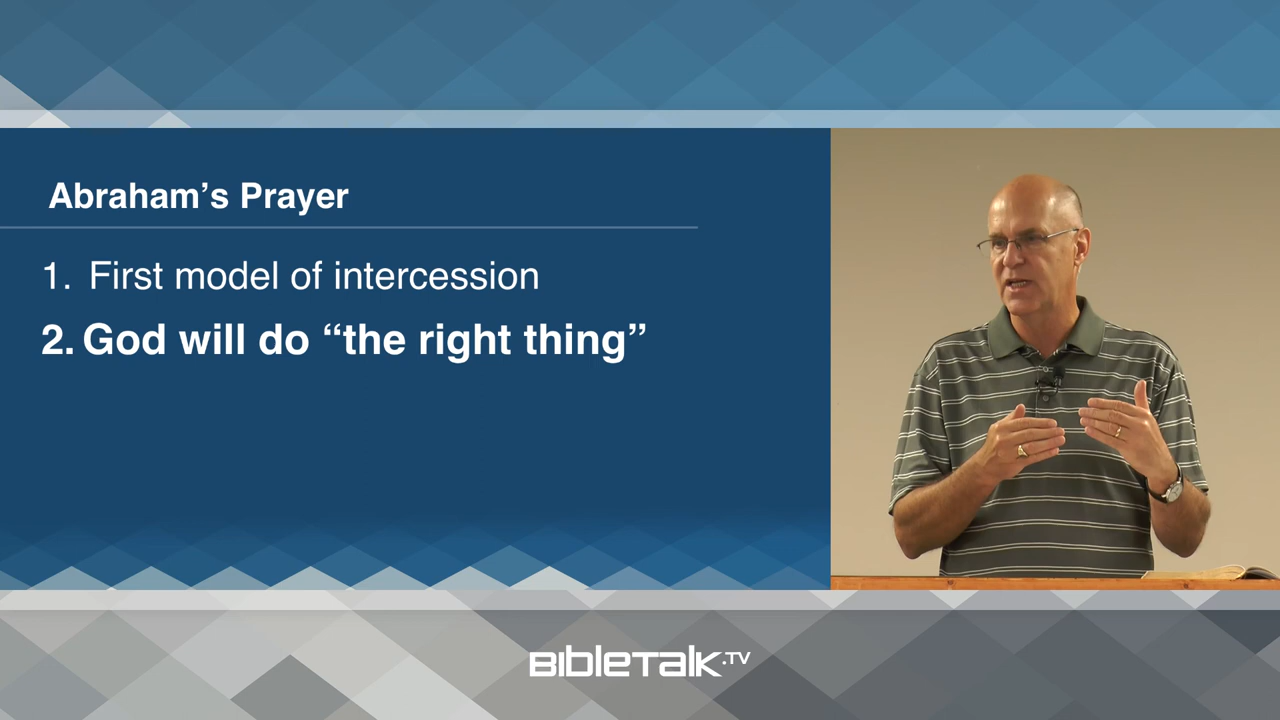 Abraham’s Prayer
1. First model of intercession
2. God will do “the right thing”
BIBLETALK.TV